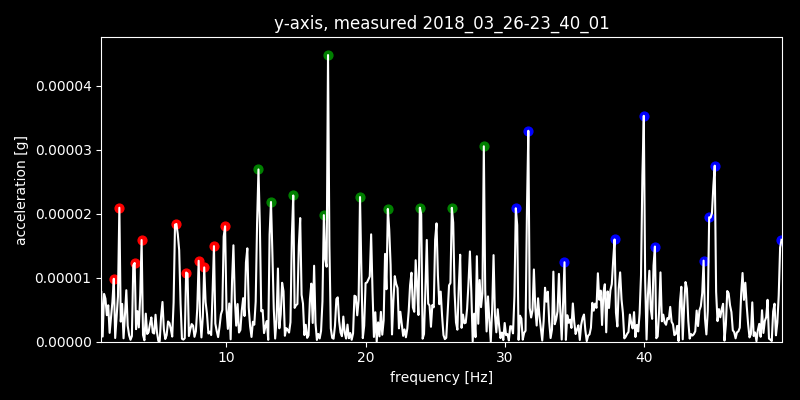 y-axis, measured 2018_03_26-23_40_01
0.00004
0.00003
0.00002
0.00001
0.00000
acceleration [g]
10 20 30 40
frequency [Hz]